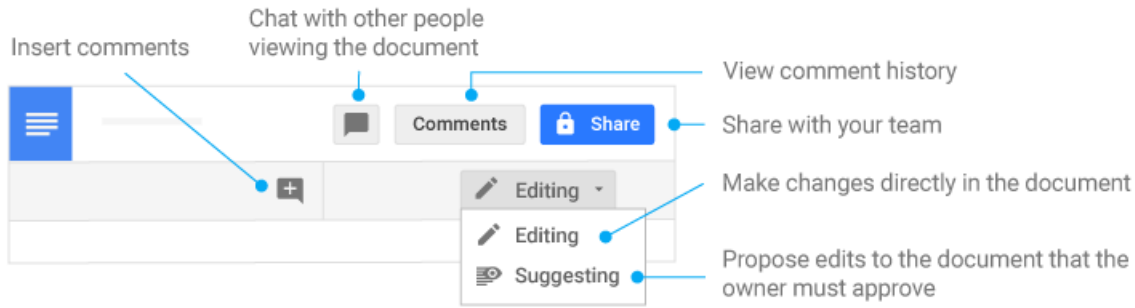 Chat with other people
viewing the document
Insert comments
View comment history
Comments
Share
Share with your team
Editing
Make changes directly in the document
Editing
Suggesting
Propose edits to the document that the
owner must approve